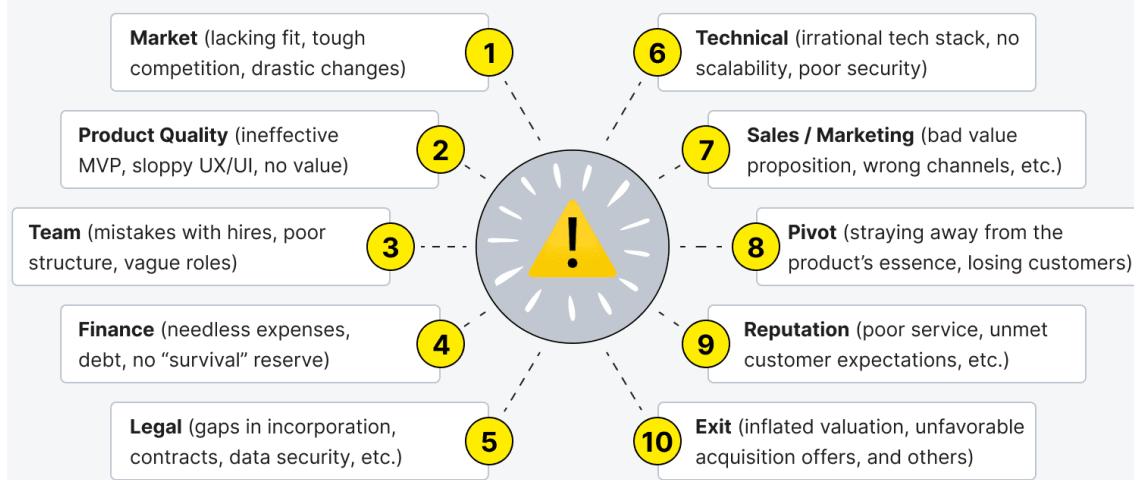 Market (lacking fit, tough
competition, drastic changes)
1
Product Quality (ineffective
MVP, sloppy UX/UI, no value)
2
Team (mistakes with hires, poor
structure, vague roles)
3
Finance (needless expenses,
debt, no “survival” reserve)
4
Legal (gaps in incorporation,
contracts, data security, etc.)
5
!
6
Technical (irrational tech stack, no
scalability, poor security)
7
Sales / Marketing (bad value
proposition, wrong channels, etc.)
8
Pivot (straying away from the
product’s essence, losing customers)
9
Reputation (poor service, unmet
customer expectations, etc.)
10
Exit (inflated valuation, unfavorable
acquisition offers, and others)